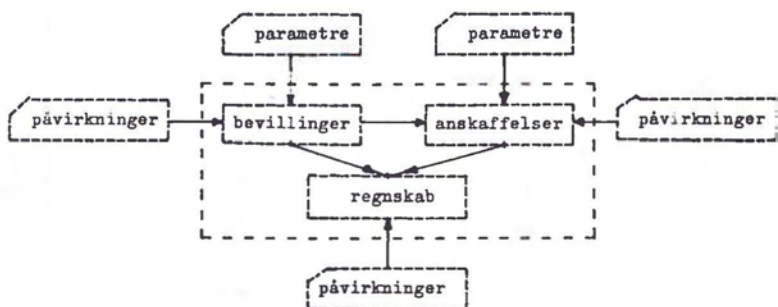 parametre
parametre
påvirkninger
bevillinger
anskaffelser
påvirkninger
regnskab
påvirkninger